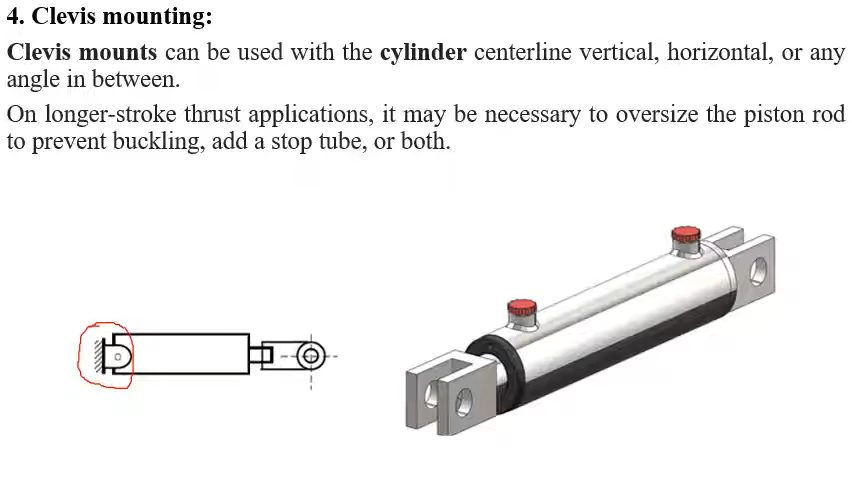 4. Clevis mounting:
Clevis mounts can be used with the cylinder centerline vertical, horizontal, or any
angle in between.
On longer-stroke thrust applications, it may be necessary to oversize the piston rod
to prevent buckling, add a stop tube, or both.